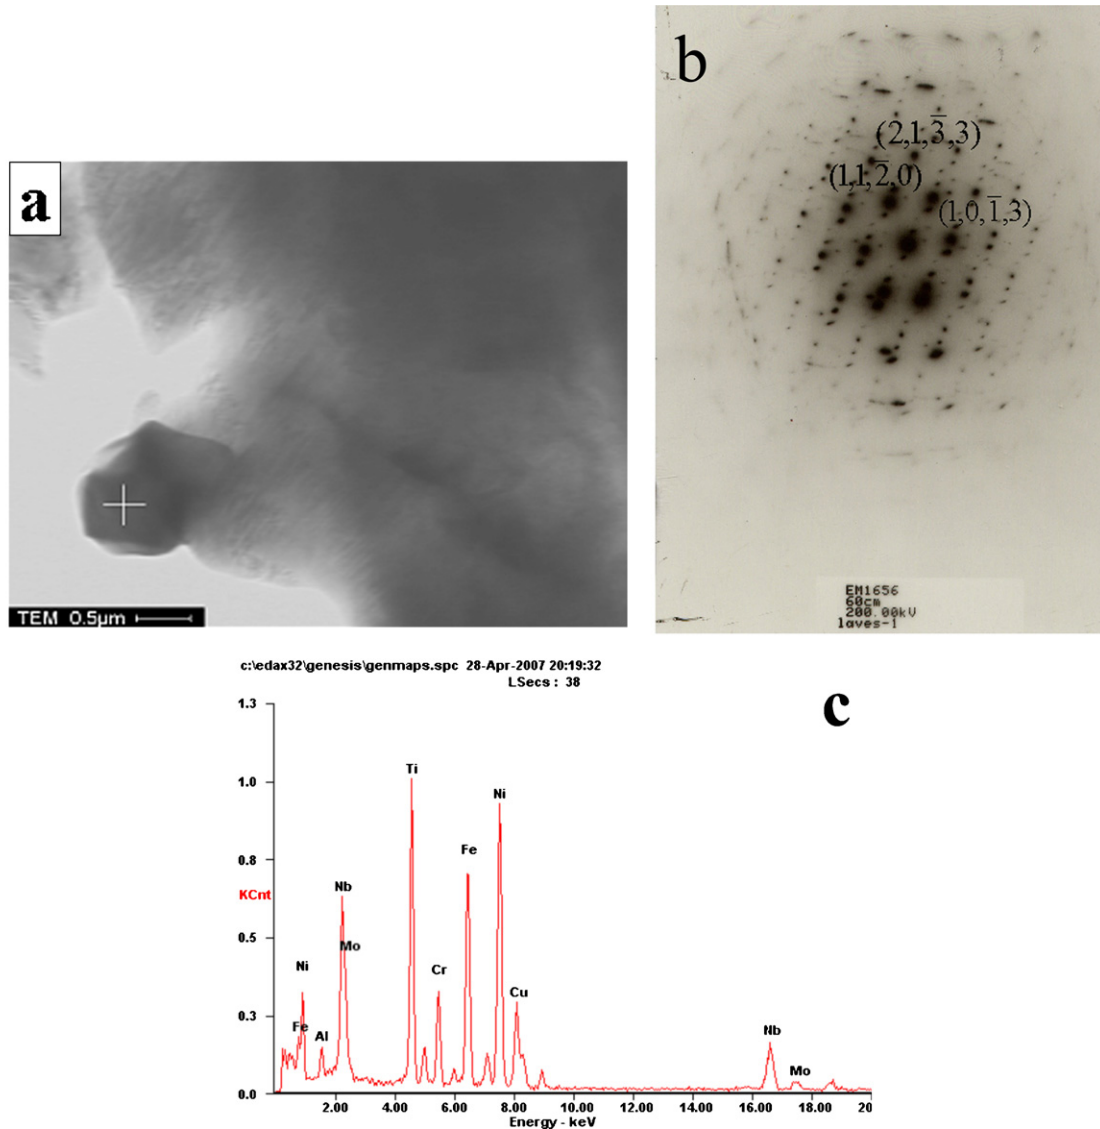 a
TEM 0.5µm
b
(2,1,3̅,3)
(1,1,2̅,0)
(1,0,1̅,3)
EM1656
60cm
200.00kV
laves-1
c:\edax32\genesis\genmaps.spc 28-Apr-2007 20:19:32
LSecs : 38
c
1.3
1.0
0.8
KCnt
0.5
0.3
0.0
Ni
Fe
Al
Nb
Mo
Ti
Cr
Fe
Ni
Cu
Nb
Mo
2.00 4.00 6.00 8.00 10.00 12.00 14.00 16.00 18.00 20
Energy - keV